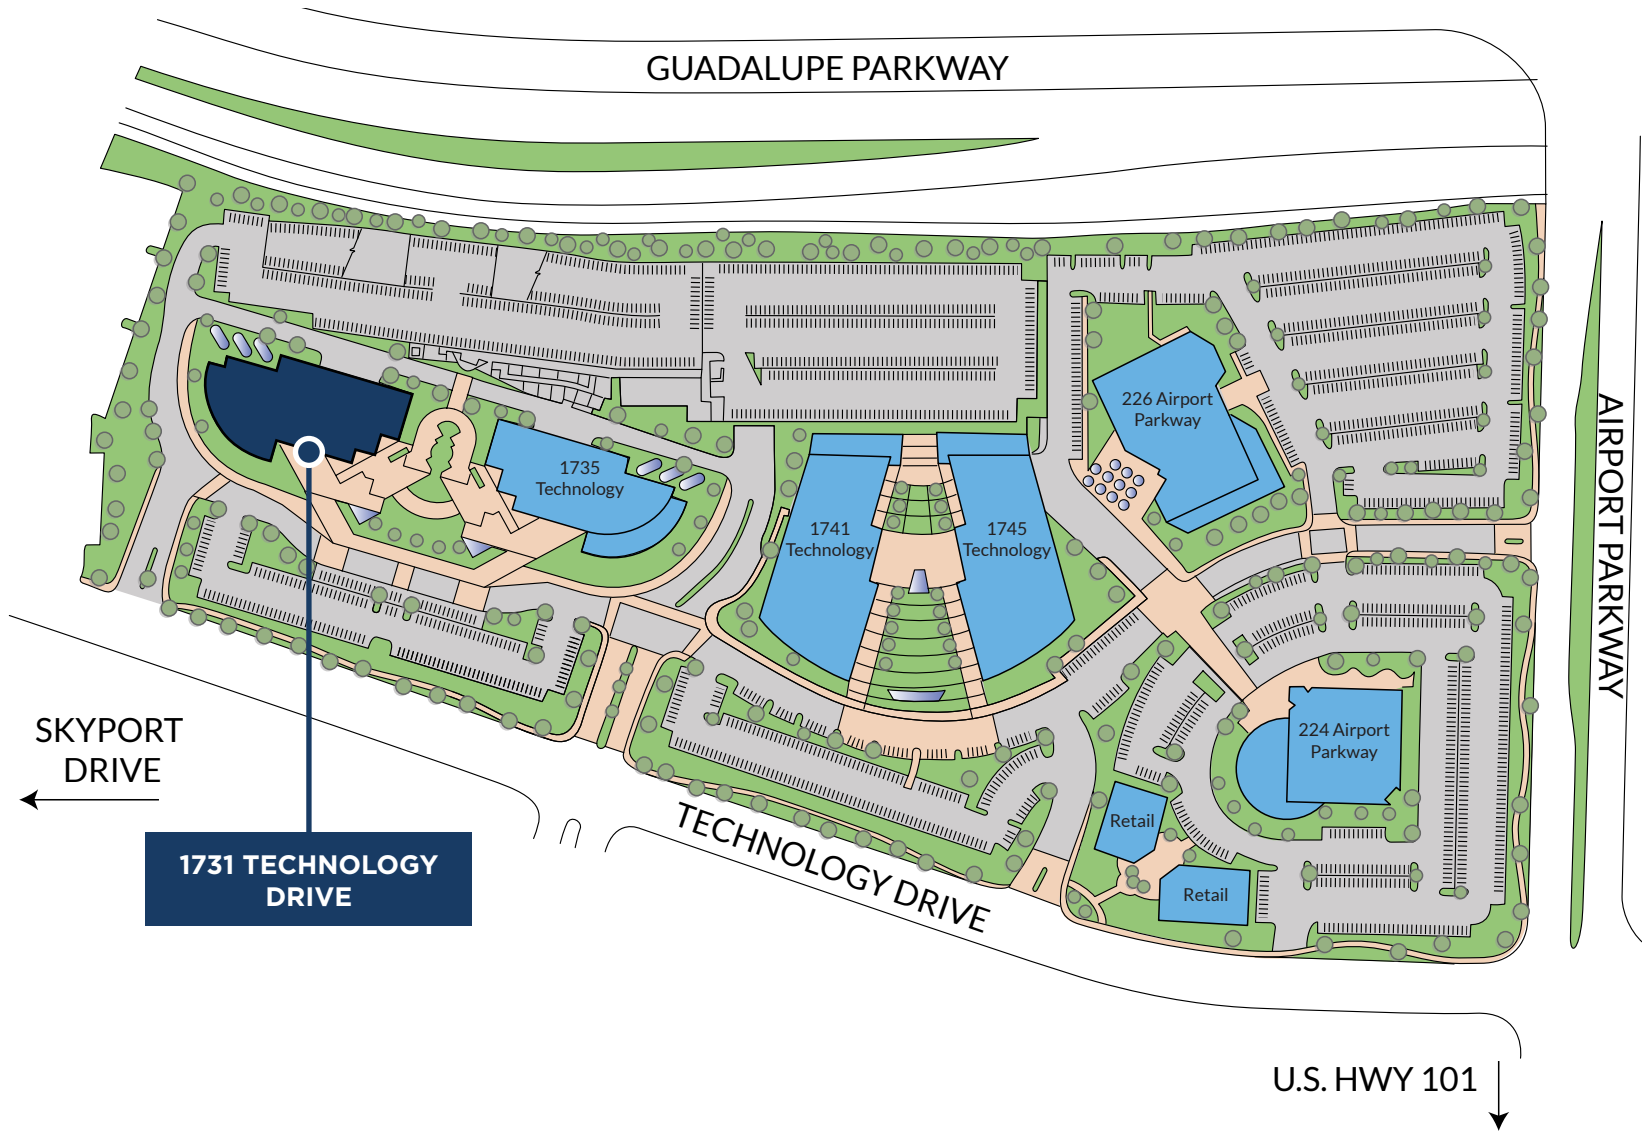 GUADALUPE PARKWAY
226 Airport
Parkway
AIRPORT PARKWAY
1735
Technology
1741
Technology
1745
Technology
SKYPORT
DRIVE
224 Airport
Parkway
Retail
TECHNOLOGY DRIVE
1731 TECHNOLOGY
DRIVE
Retail
U.S. HWY 101